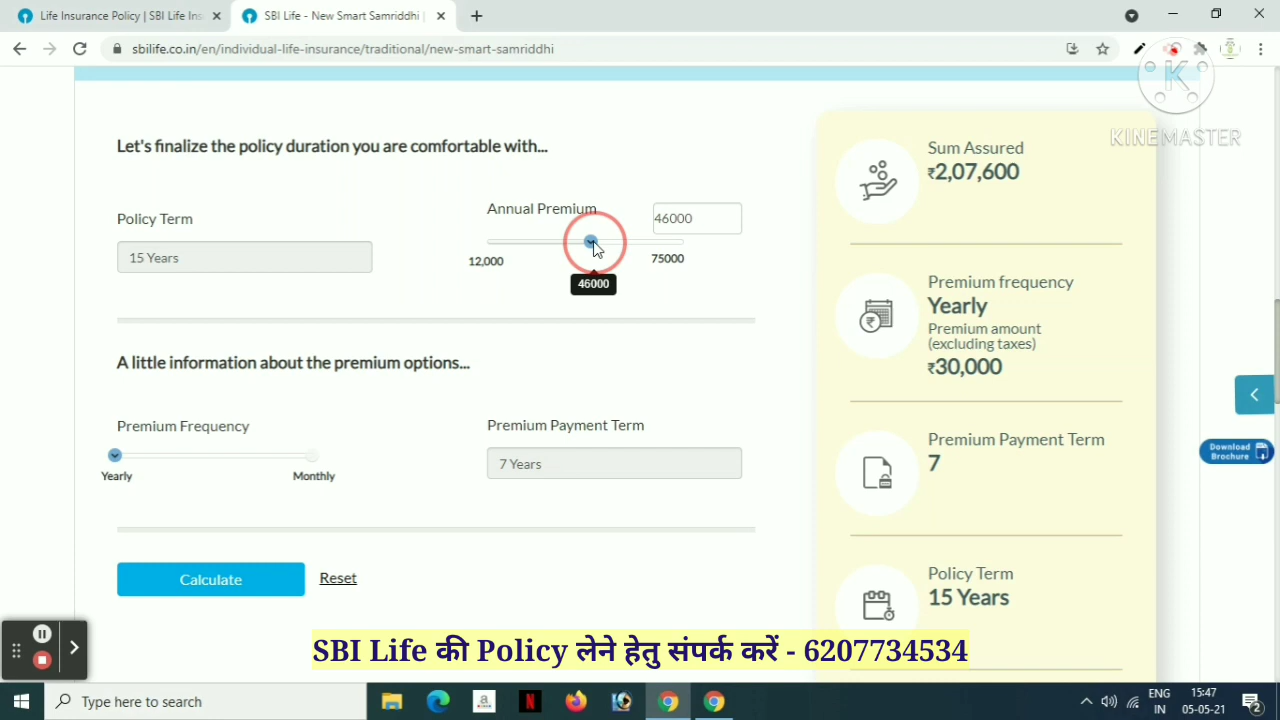 Life Insurance Policy | SBI Life Ins
SBI Life - New Smart Samriddhi |
sbilife.co.in/en/individual-life-insurance/traditional/new-smart-samriddhi
K
KINEMASTER
Let's finalize the policy duration you are comfortable with...
Policy Term
15 Years
Annual Premium
46000
12,000
75000
46000
A little information about the premium options...
Premium Frequency
Yearly
Monthly
Premium Payment Term
7 Years
Calculate
Reset
Sum Assured
₹2,07,600
Premium frequency
Yearly
Premium amount
(excluding taxes)
₹30,000
Premium Payment Term
7
Policy Term
15 Years
Download
Brochure
SBI Life की Policy लेने हेतु संपर्क करें - 6207734534
Type here to search
ENG
IN
15:47
05-05-21
2